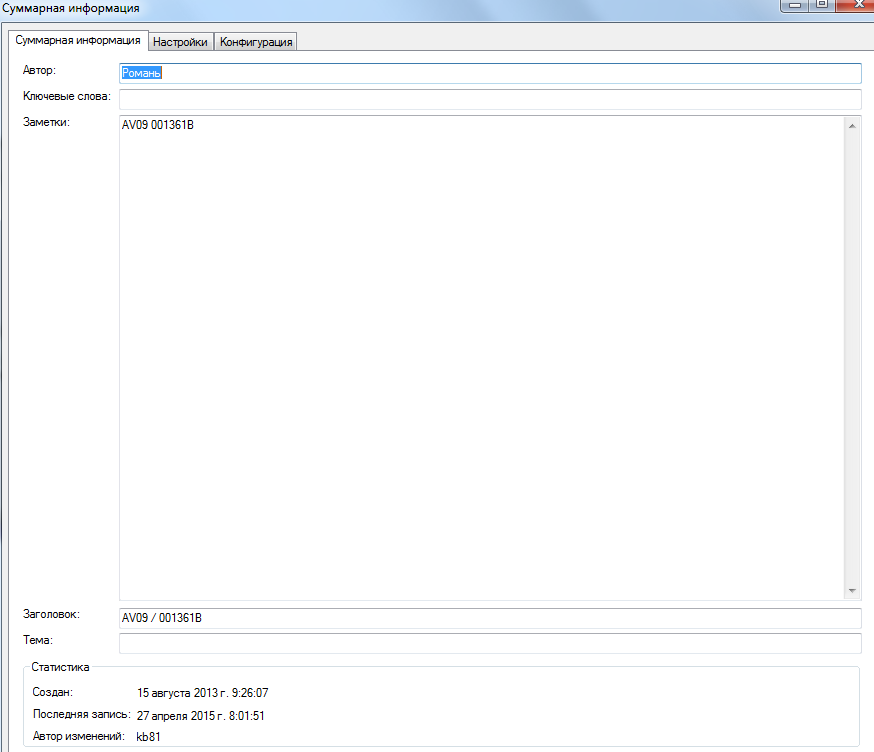 Суммарная информация
Суммарная информация Настройки Конфигурация
Автор: Романь
Ключевые слова:
Заметки: AV09 001361B
Заголовок: AV09 / 001361B
Тема:
Статистика
Создан: 15 августа 2013 г. 9:26:07
Последняя запись: 27 апреля 2015 г. 8:01:51
Автор изменений: kb81